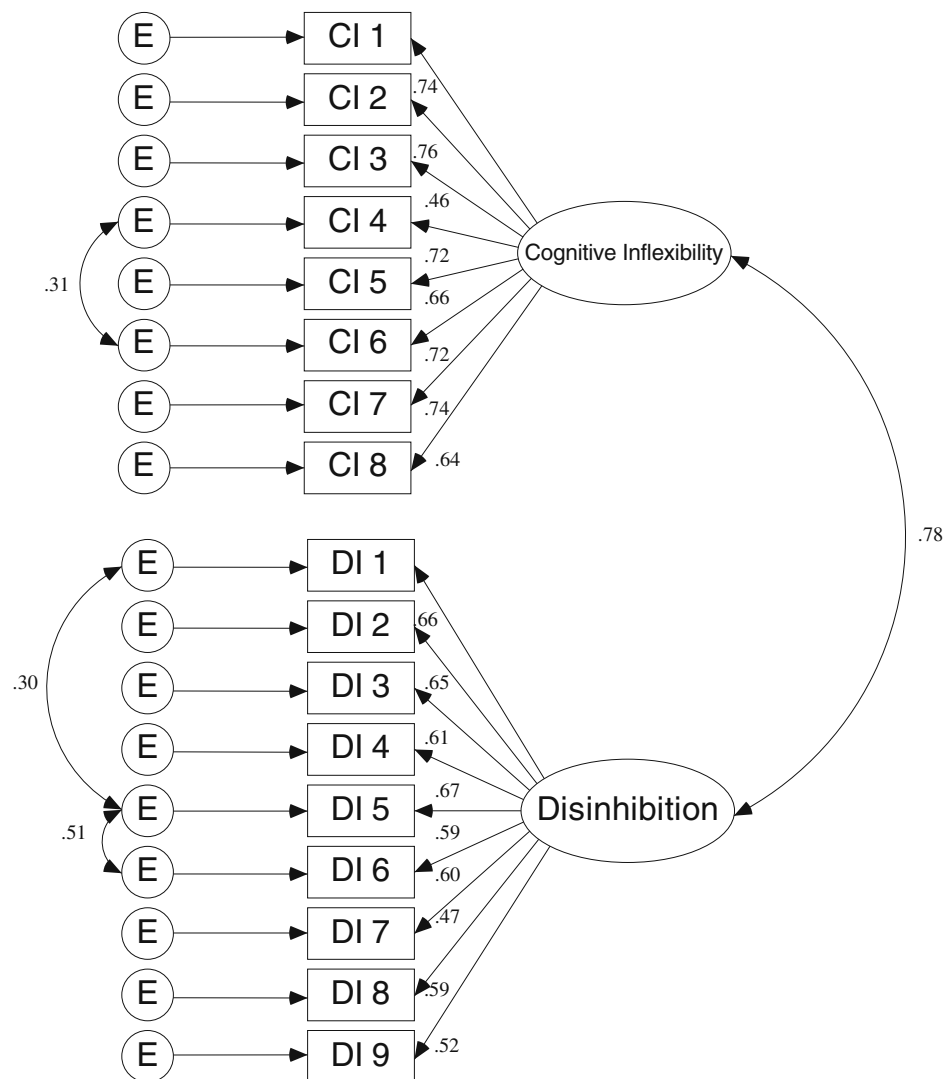 E CI 1
.74
E CI 2
.76
E CI 3
.46
E CI 4
.72
Cognitive Inflexibility
.31
E CI 5
.66
E CI 6
.72
E CI 7
.74
E CI 8
.64
.78
E DI 1
.66
E DI 2
.65
.30
E DI 3
.61
E DI 4
.67
E DI 5
Disinhibition
.51
.59
E DI 6
.60
.47
E DI 7
E DI 8
.59
E DI 9
.52